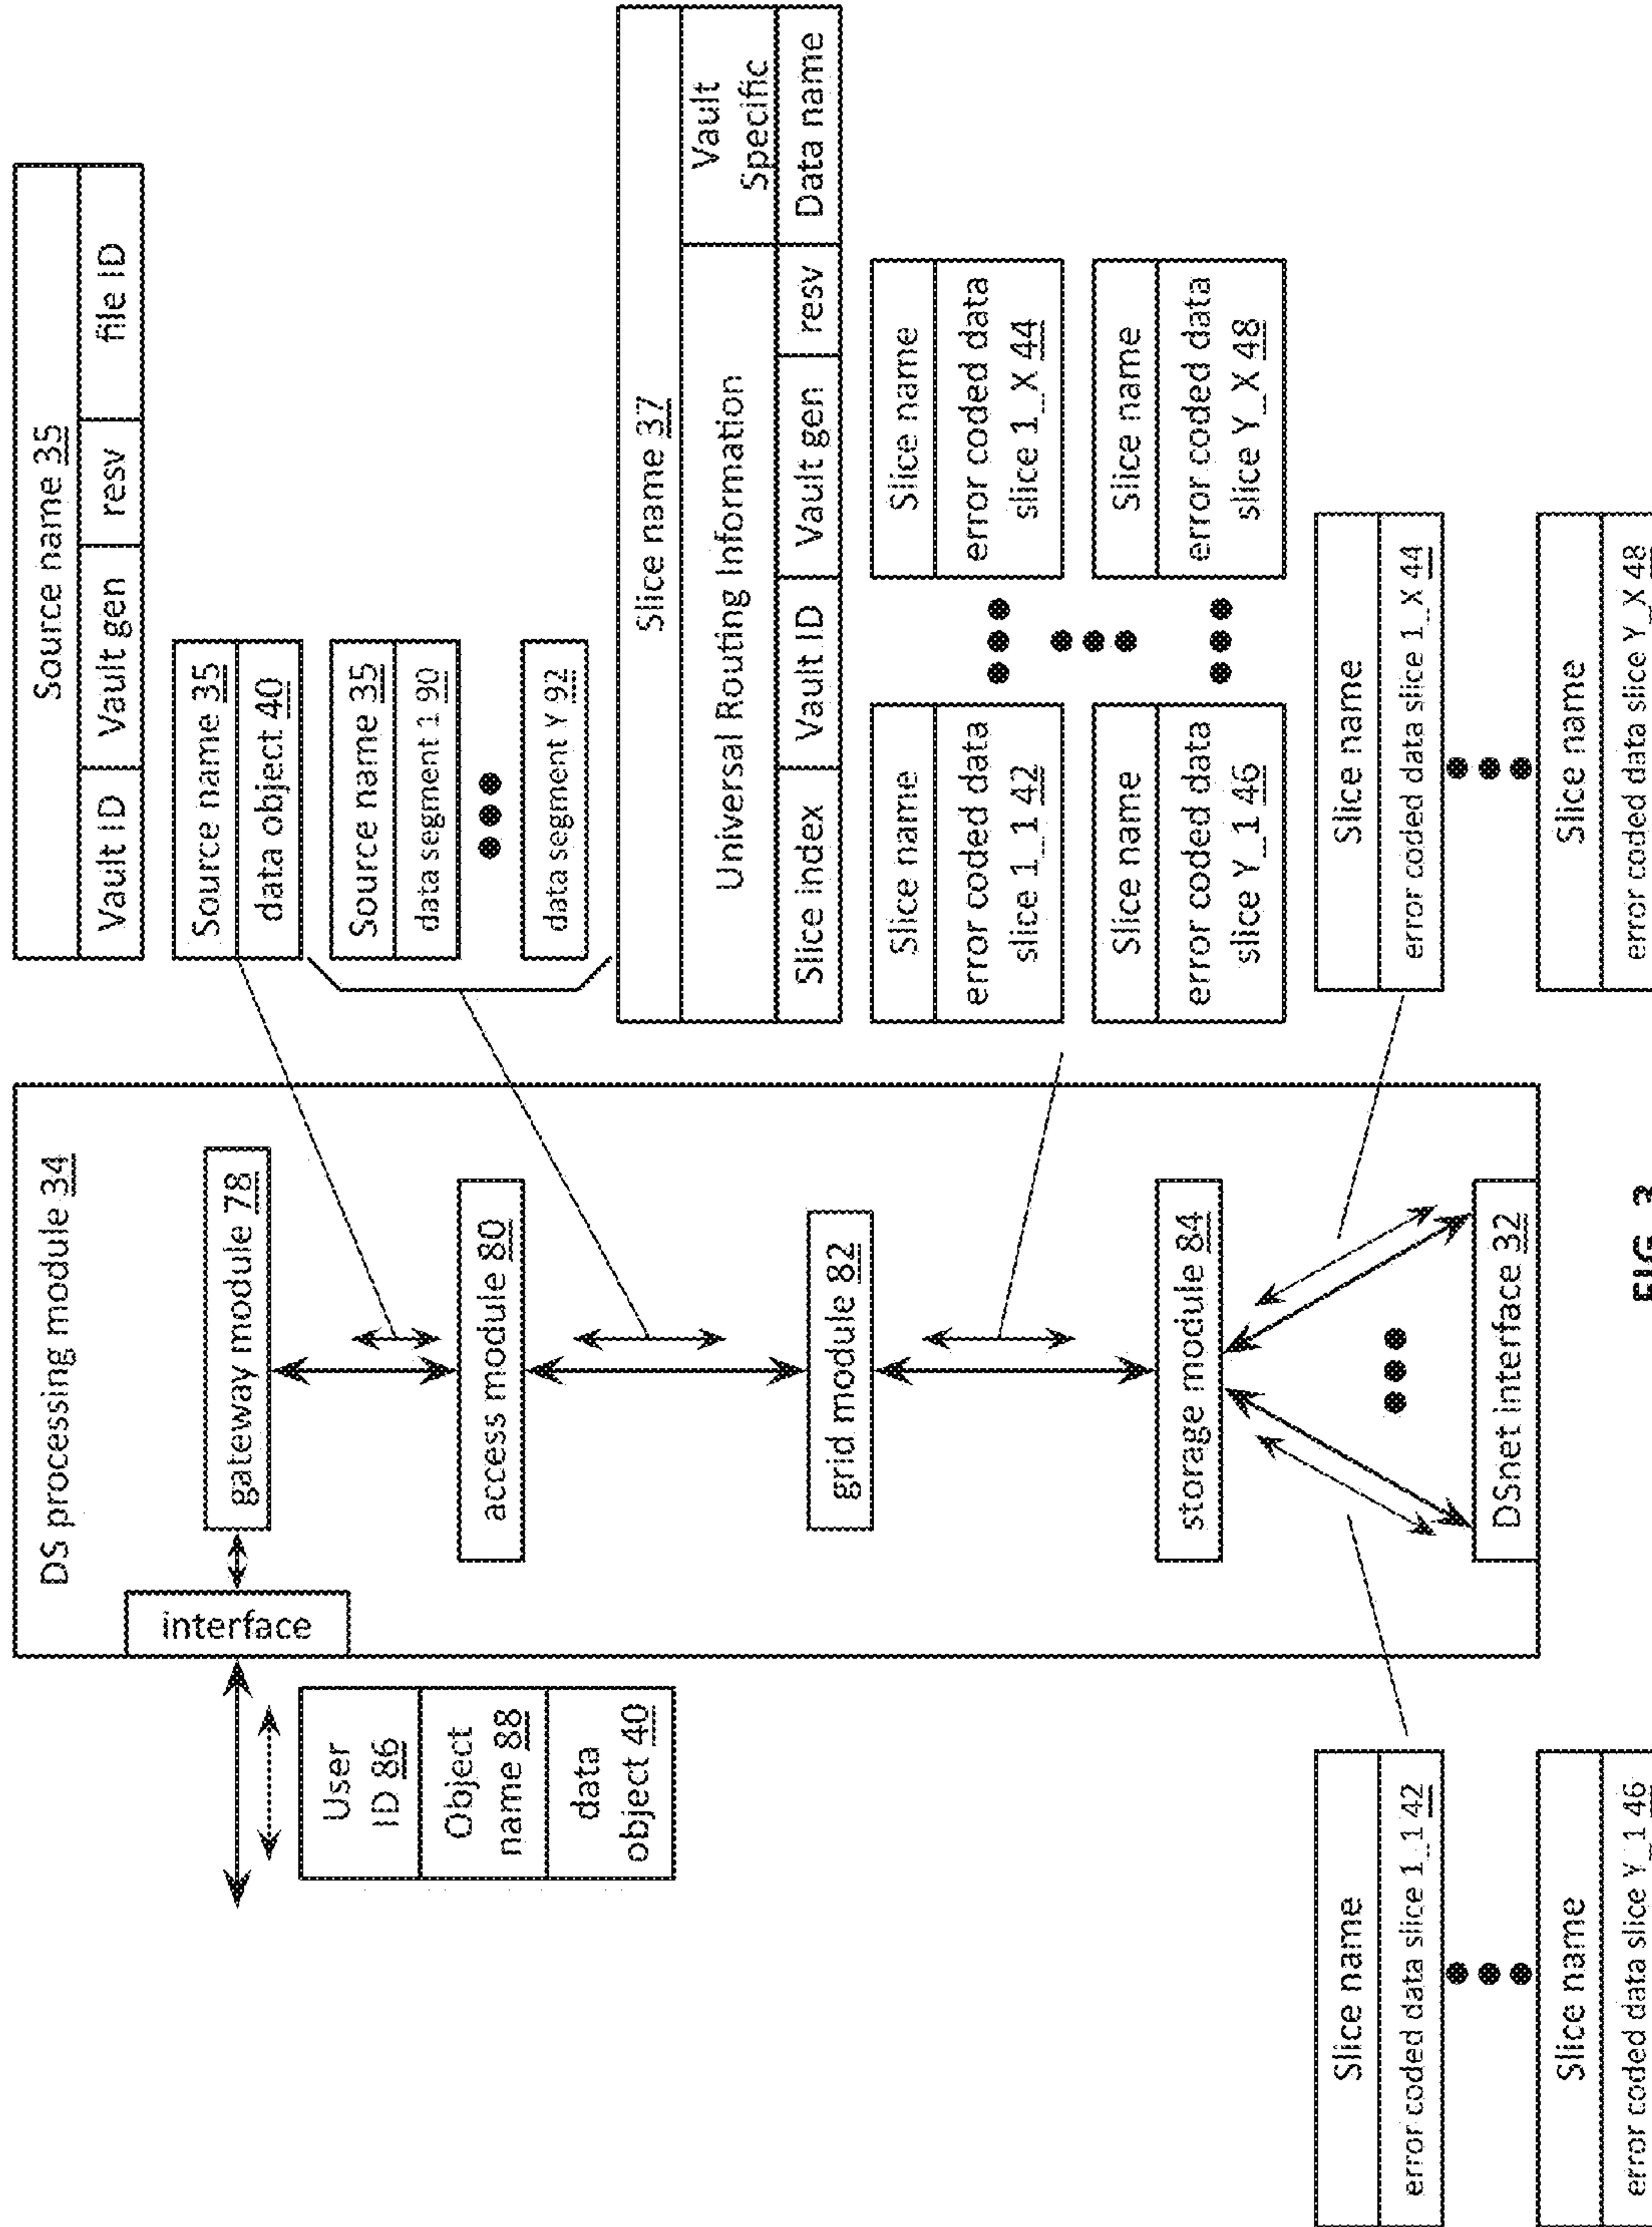 DS processing module 34
interface
gateway module 78
access module 80
grid module 82
storage module 84
DSnet interface 32
User
ID 86
Object
name 88
data
object 40
Source name 35
Vault ID
Vault gen
resv
file ID
Source name 35
data object 40
Source name 35
data segment 1 90
data segment Y 92
Slice name 37
Universal Routing Information
Vault
Specific
Slice index
Vault ID
Vault gen
resv
Data name
Slice name
error coded data
slice 1_1 42
Slice name
error coded data
slice 1_X 44
Slice name
error coded data
slice Y_1 46
Slice name
error coded data
slice Y_X 48
Slice name
error coded data slice 1_1 42
Slice name
error coded data slice Y_1 46
Slice name
error coded data slice 1_X 44
Slice name
error coded data slice Y_X 48
FIG. 3